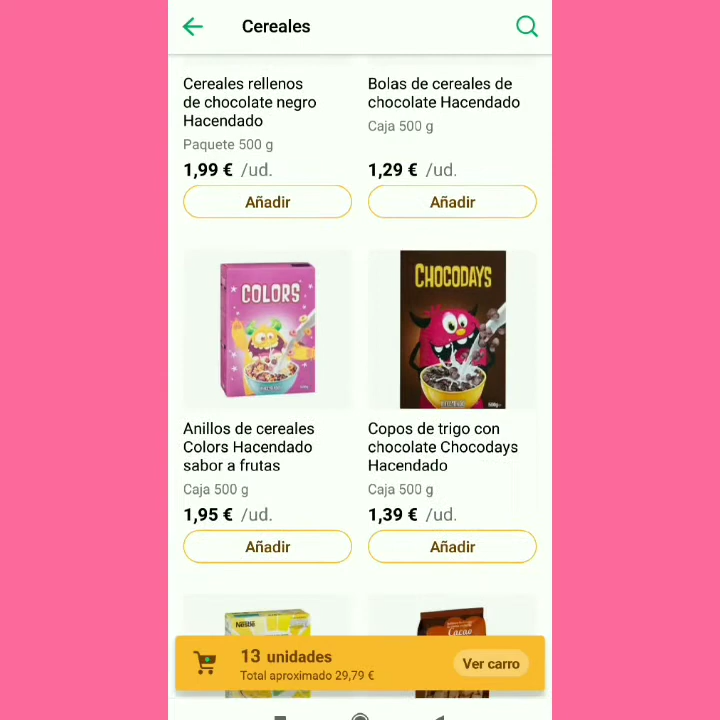 Cereales
Cereales rellenos
de chocolate negro
Hacendado
Paquete 500 g
1,99 € /ud.
Añadir
Bolas de cereales de
chocolate Hacendado
Caja 500 g
1,29 € /ud.
Añadir
COLORS
Anillos de cereales
Colors Hacendado
sabor a frutas
Caja 500 g
1,95 € /ud.
Añadir
CHOCODAYS
Copos de trigo con
chocolate Chocodays
Hacendado
Caja 500 g
1,39 € /ud.
Añadir
Nestlé
Cacao
13 unidades
Total aproximado 29,79 €
Ver carro